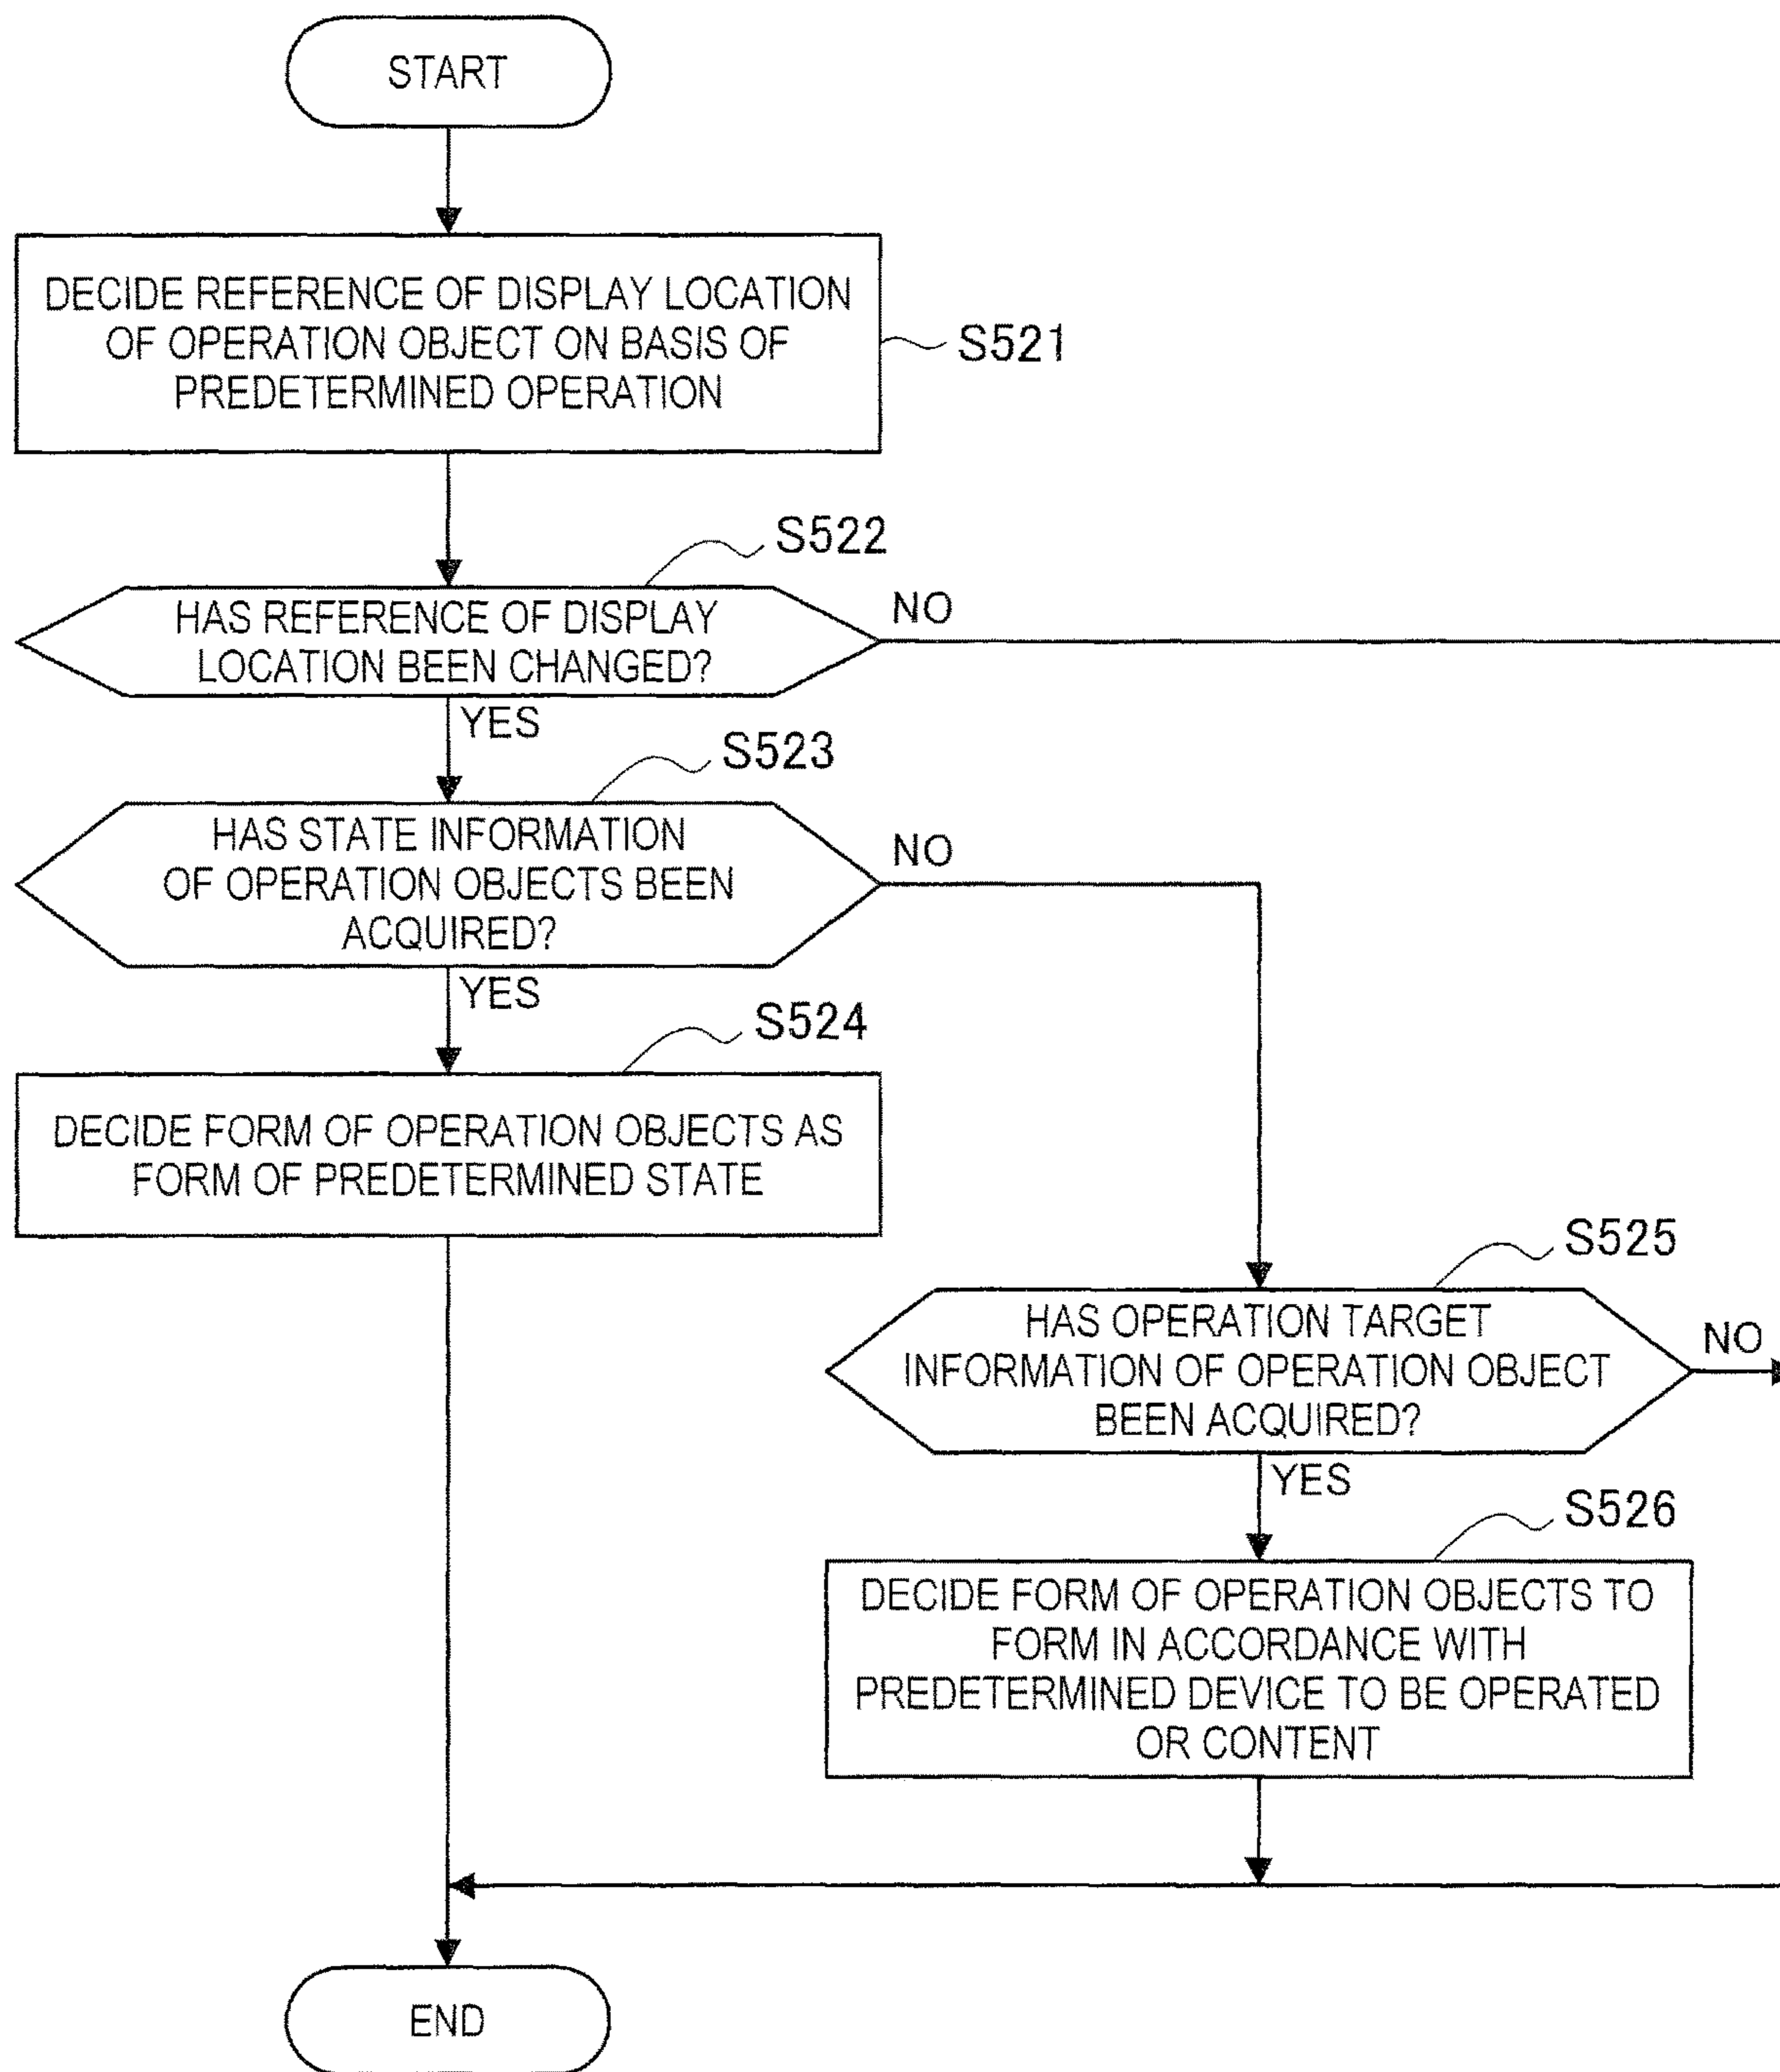 START
DECIDE REFERENCE OF DISPLAY LOCATION
OF OPERATION OBJECT ON BASIS OF
PREDETERMINED OPERATION
S521
S522
HAS REFERENCE OF DISPLAY
LOCATION BEEN CHANGED?
NO
YES
S523
HAS STATE INFORMATION
OF OPERATION OBJECTS BEEN
ACQUIRED?
NO
YES
S524
DECIDE FORM OF OPERATION OBJECTS AS
FORM OF PREDETERMINED STATE
S525
HAS OPERATION TARGET
INFORMATION OF OPERATION OBJECT
BEEN ACQUIRED?
NO
YES
S526
DECIDE FORM OF OPERATION OBJECTS TO
FORM IN ACCORDANCE WITH
PREDETERMINED DEVICE TO BE OPERATED
OR CONTENT
END